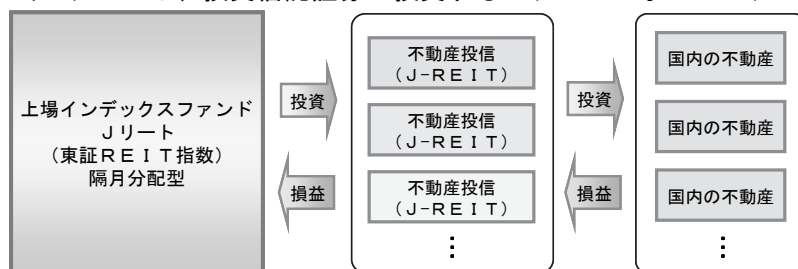 上場インデックスファンド
Jリート
(東証REIT指数)
隔月分配型
投資
損益
不動産投信
(J-REIT)
不動産投信
(J-REIT)
不動産投信
(J-REIT)
⋮
投資
損益
国内の不動産
国内の不動産
国内の不動産
⋮